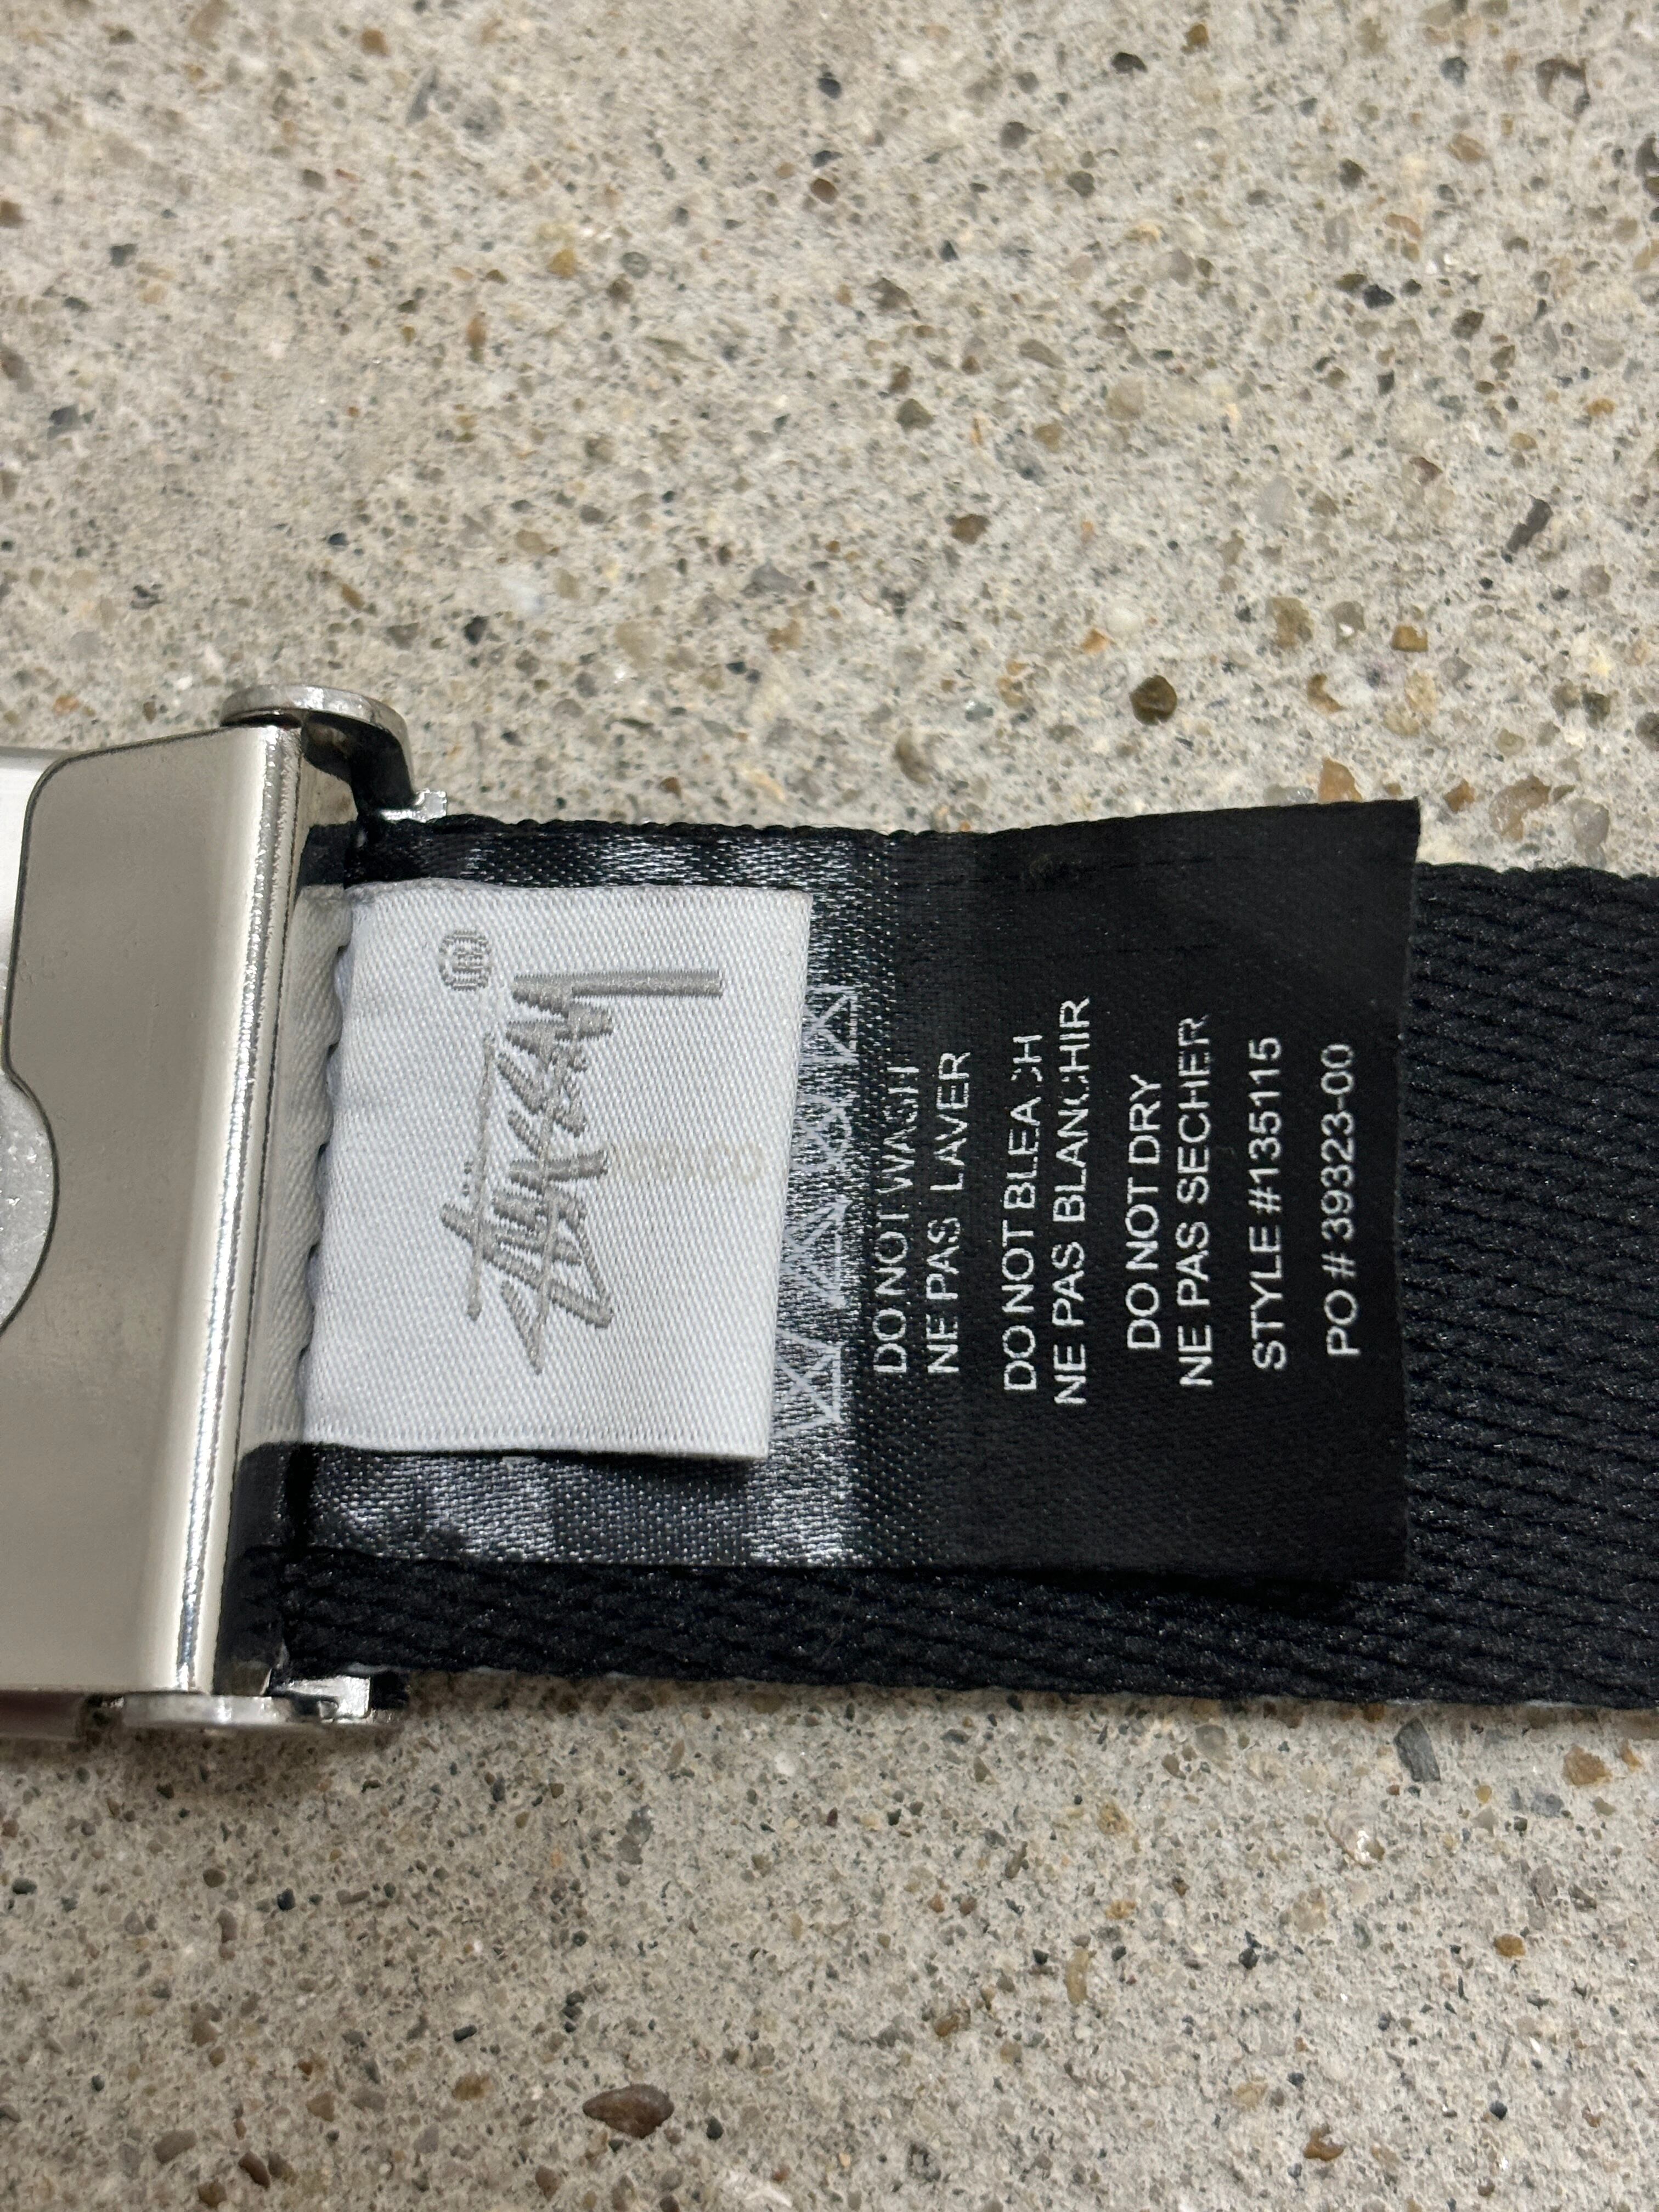 Stüssy
DO NOT WASH
NE PAS LAVER
DO NOT BLEACH
NE PAS BLANCHIR
DO NOT DRY
NE PAS SECHER
STYLE #135115
PO # 39323-00